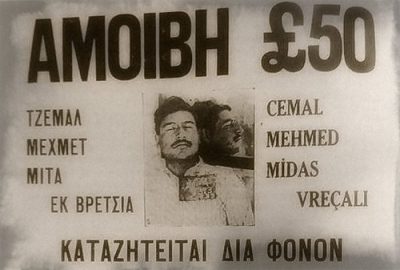 ΑΜΟΙΒΗ £50
ΤΖΕΜΑΛ
ΜΕΧΜΕΤ
ΜΙΤΑ
ΕΚ ΒΡΕΤΣΙΑ
CEMAL
MEHMED
MİDAS
VREÇALI
ΚΑΤΑΖΗΤΕΙΤΑΙ ΔΙΑ ΦΟΝΟΝ